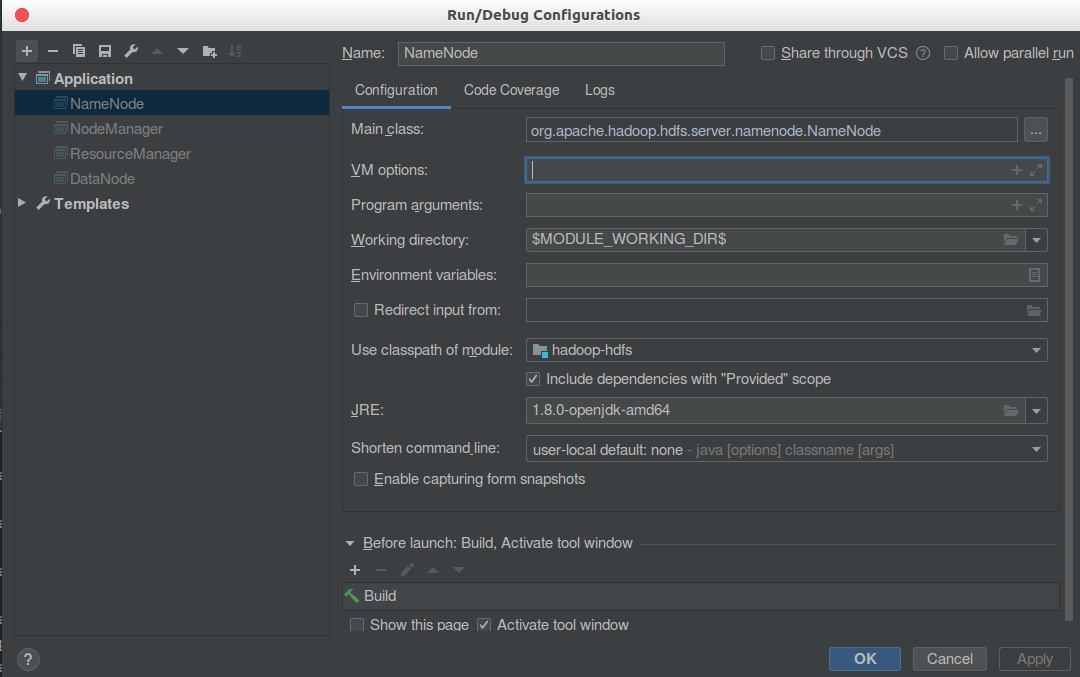 Run/Debug Configurations
Name: NameNode Share through VCS ? Allow parallel run
Application
NameNode
NodeManager
ResourceManager
DataNode
Templates
Configuration Code Coverage Logs
Main class: org.apache.hadoop.hdfs.server.namenode.NameNode ...
VM options:
Program arguments:
Working directory: $MODULE_WORKING_DIR$
Environment variables:
Redirect input from:
Use classpath of module: hadoop-hdfs
Include dependencies with "Provided" scope
JRE: 1.8.0-openjdk-amd64
Shorten command line: user-local default: none - java [options] classname [args]
Enable capturing form snapshots
Before launch: Build, Activate tool window
Build
Show this page Activate tool window
? OK Cancel Apply